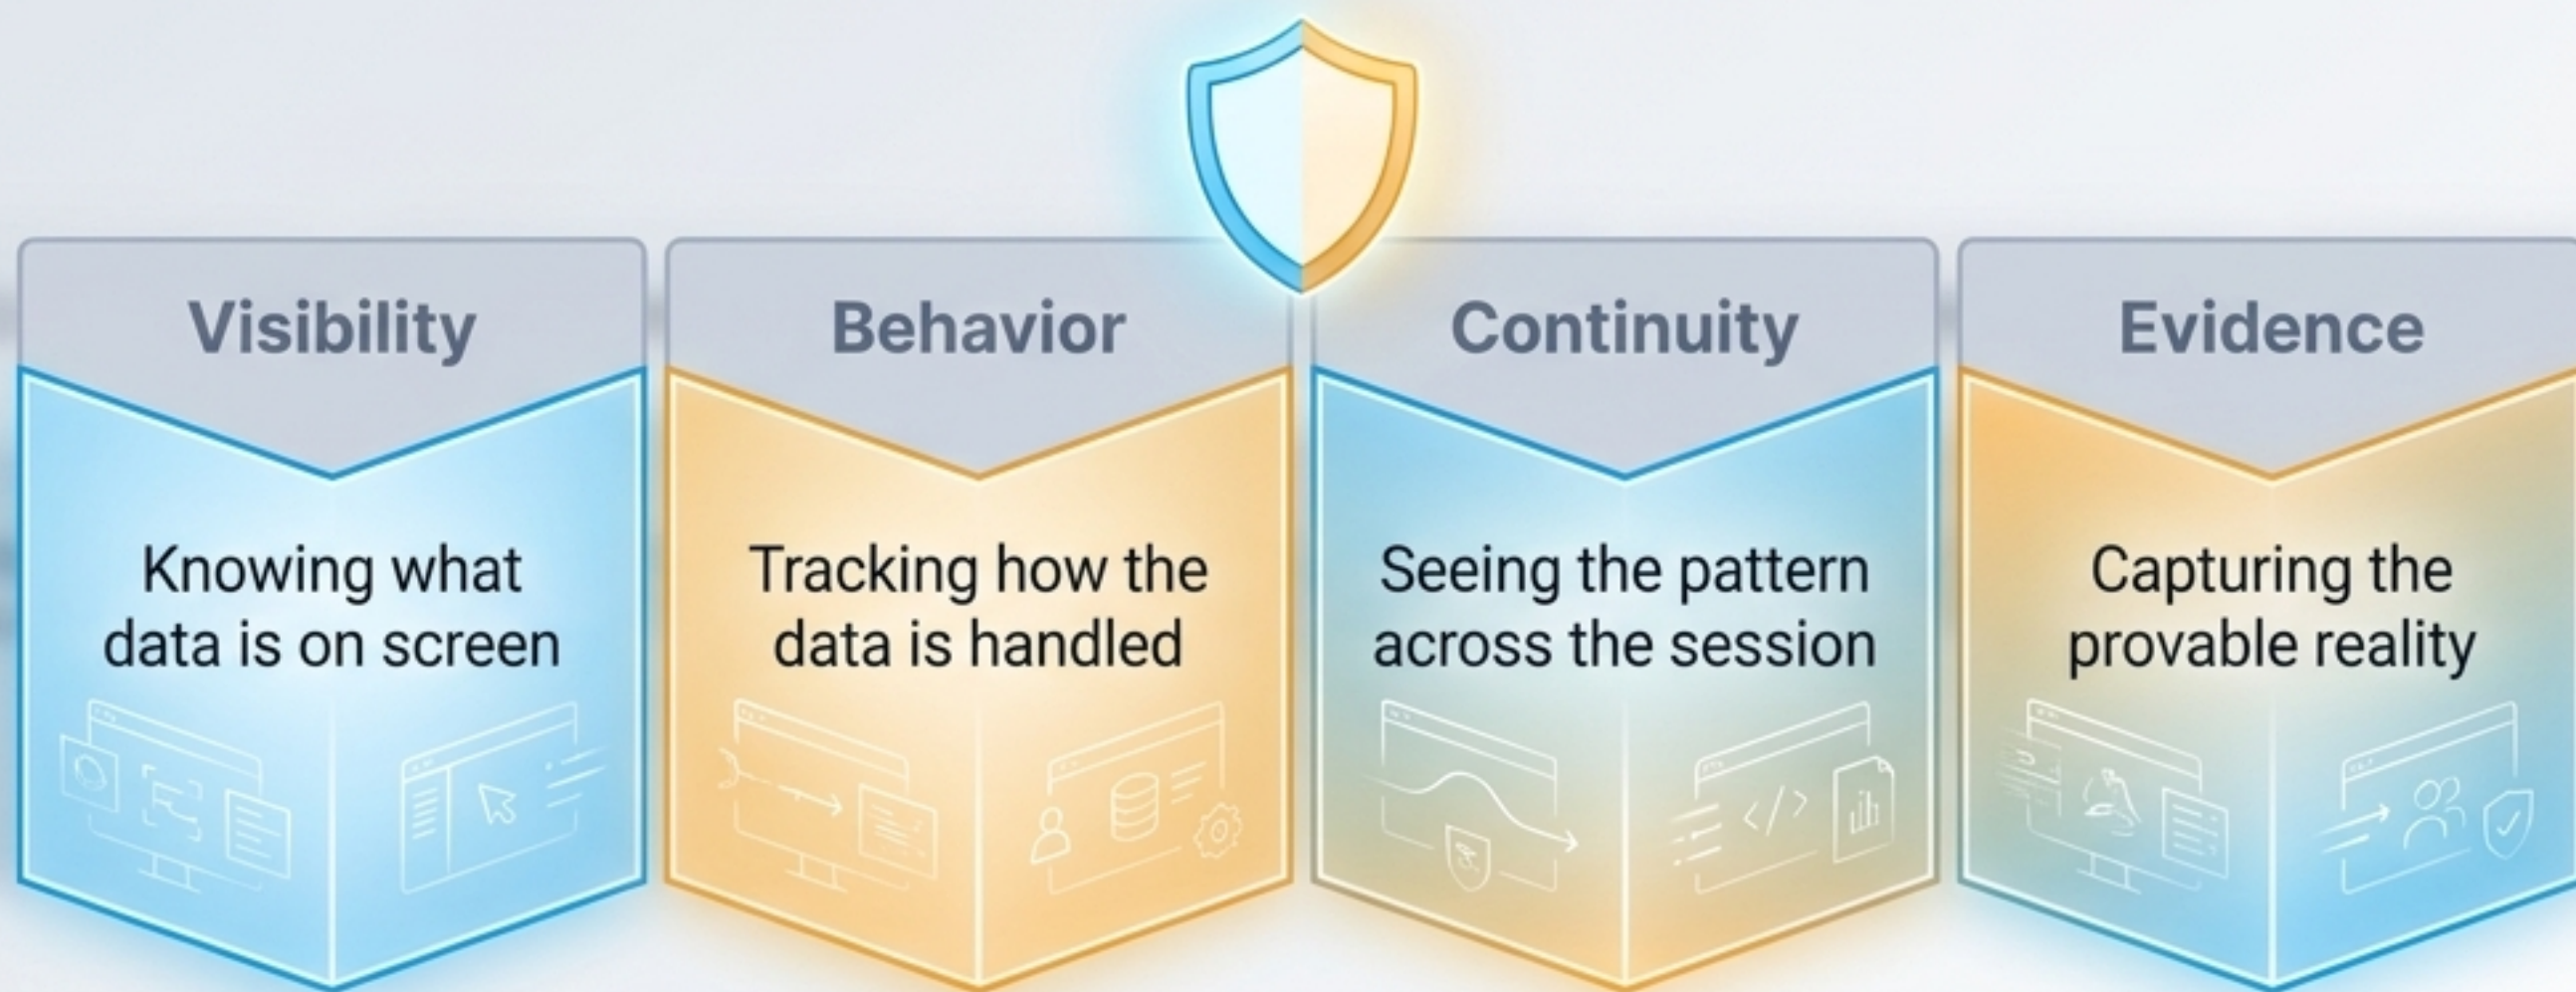 Visibility
Knowing what
data is on screen
Behavior
Tracking how the
data is handled
Continuity
Seeing the pattern
across the session
Evidence
Capturing the
provable reality